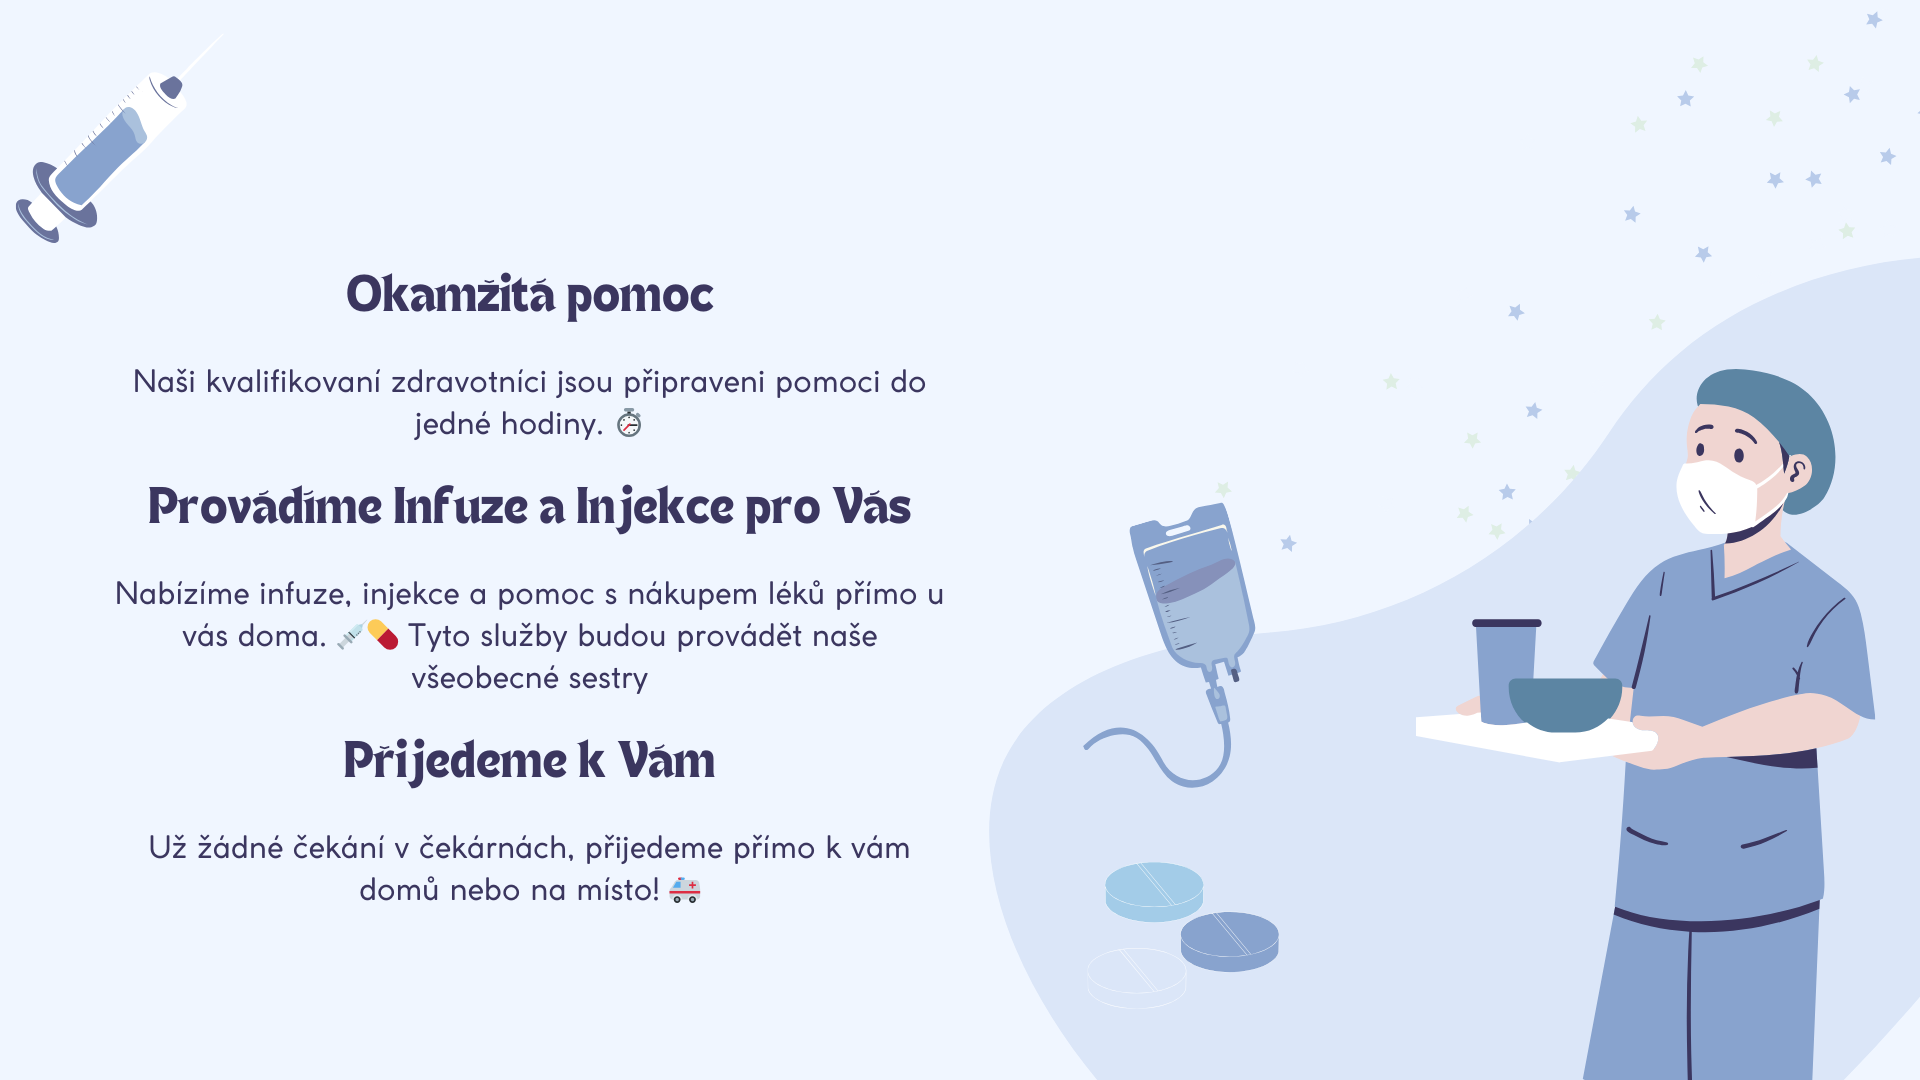 Okamžitá pomoc
Naši kvalifikovaní zdravotníci jsou připraveni pomoci do
jedné hodiny. ⏱️
Provádíme Infuze a Injekce pro Vás
Nabízíme infuze, injekce a pomoc s nákupem léků přímo u
vás doma. 💉💊 Tyto služby budou provádět naše
všeobecné sestry
Přijedeme k Vám
Už žádné čekání v čekárnách, přijedeme přímo k vám
domů nebo na místo! 🚑